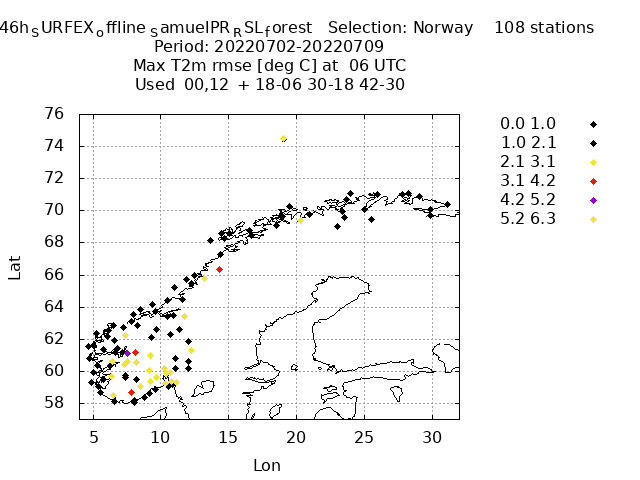 46h_SURFEX_offline_SamuelPR_RSL_forest Selection: Norway 108 stations
Period: 20220702-20220709
Max T2m rmse [deg C] at 06 UTC
Used 00,12 + 18-06 30-18 42-30
76
74
72
70
68
66
64
62
60
58
5 10 15 20 25 30
Lat
Lon
0.0 1.0
1.0 2.1
2.1 3.1
3.1 4.2
4.2 5.2
5.2 6.3